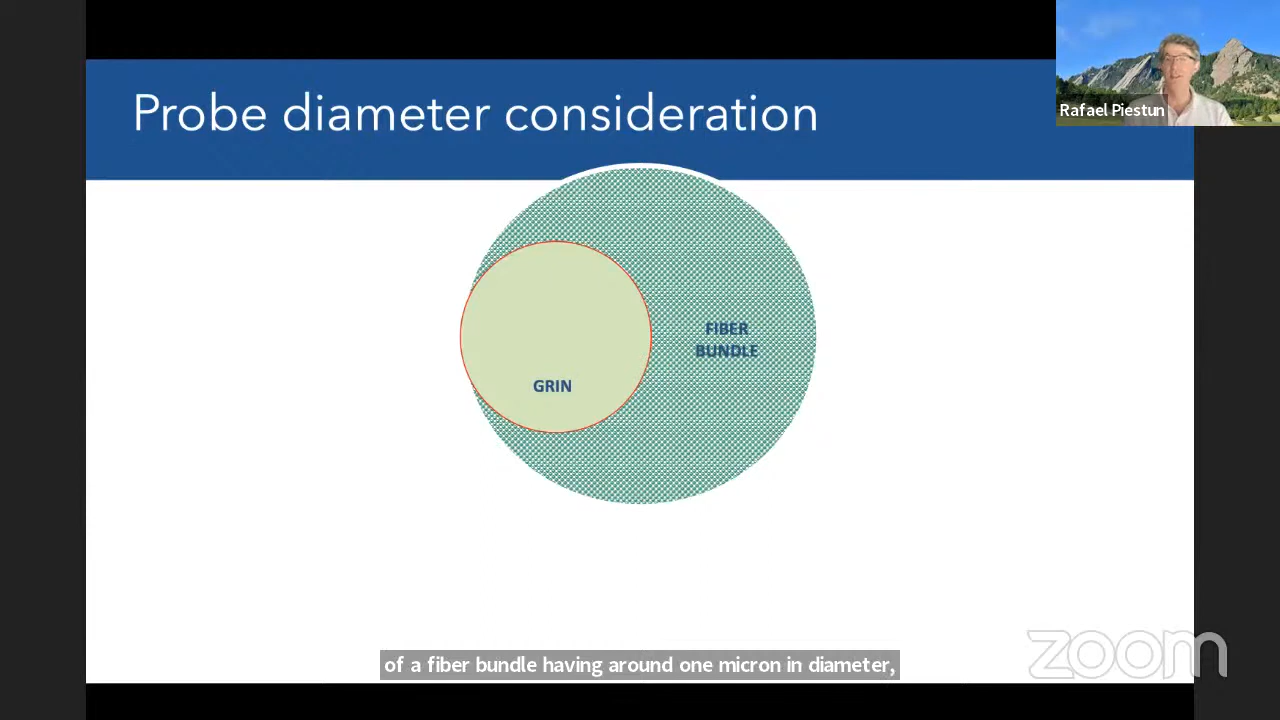 Probe diameter consideration
Rafael Piestun
FIBER
BUNDLE
GRIN
of a fiber bundle having around one micron in diameter,
zoom